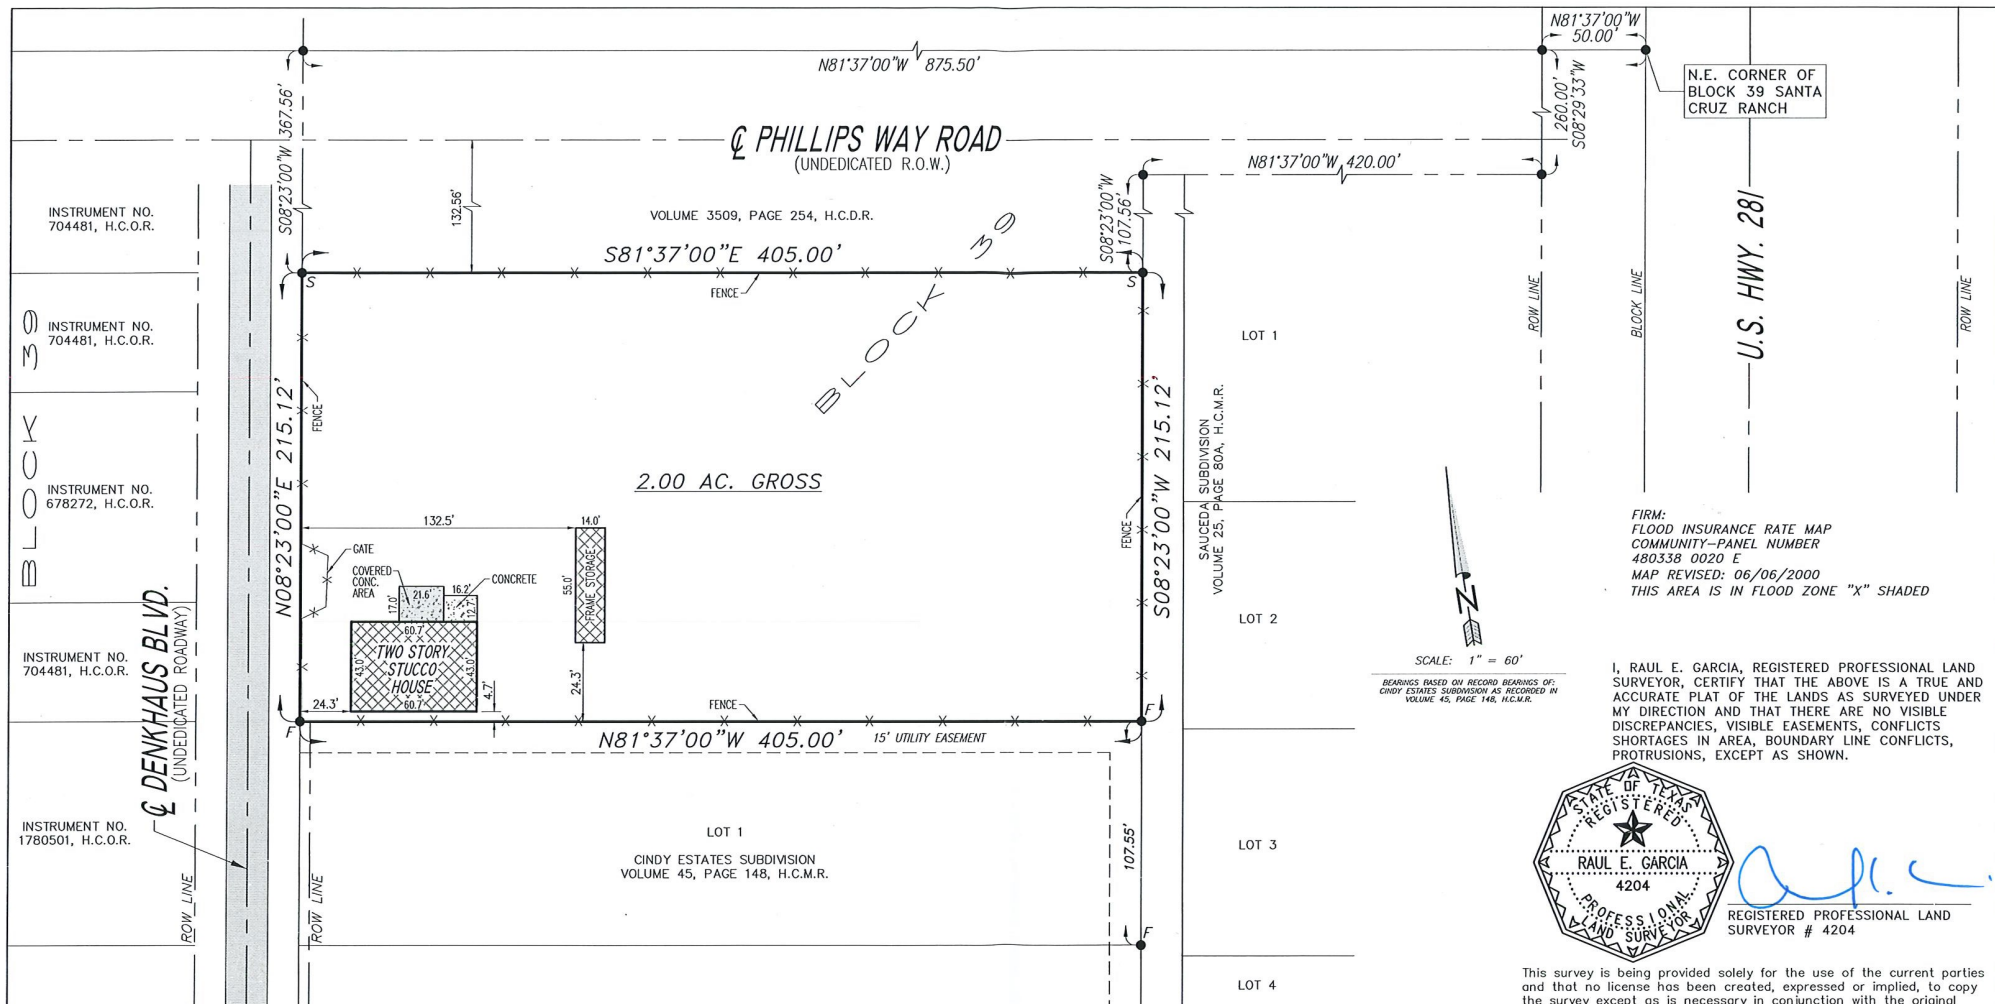 N81°37'00"W
50.00'
N81°37'00"W 875.50'
260.00'
S08°29'33"W
N.E. CORNER OF
BLOCK 39 SANTA
CRUZ RANCH
S08°23'00"W 367.56'
℄ PHILLIPS WAY ROAD
(UNDEDICATED R.O.W.)
132.56'
VOLUME 3509, PAGE 254, H.C.D.R.
S08°23'00"W
107.56'
N81°37'00"W 420.00'
INSTRUMENT NO.
704481, H.C.O.R.
INSTRUMENT NO.
704481, H.C.O.R.
INSTRUMENT NO.
678272, H.C.O.R.
INSTRUMENT NO.
704481, H.C.O.R.
INSTRUMENT NO.
1780501, H.C.O.R.
BLOCK 39
℄ DENKHAUS BLVD.
(UNDEDICATED ROADWAY)
ROW LINE
ROW LINE
S81°37'00"E 405.00'
S
S
FENCE
BLOCK 39
N08°23'00"E 215.12'
FENCE
2.00 AC. GROSS
FENCE
S08°23'00"W 215.12'
132.5'
14.0'
GATE
COVERED
CONC.
AREA
21.6'
16.2'
CONCRETE
17.0'
12.7'
55.0'
FRAME STORAGE
60.7'
TWO STORY
STUCCO
HOUSE
43.0'
43.0'
60.7'
24.3'
4.7'
24.3'
FENCE
F
F
N81°37'00"W 405.00'
15' UTILITY EASEMENT
LOT 1
CINDY ESTATES SUBDIVISION
VOLUME 45, PAGE 148, H.C.M.R.
107.55'
F
SAUCEDA SUBDIVISION
VOLUME 25, PAGE 80A, H.C.M.R.
LOT 1
LOT 2
LOT 3
LOT 4
ROW LINE
BLOCK LINE
U.S. HWY. 281
ROW LINE
N
SCALE: 1" = 60'
BEARINGS BASED ON RECORD BEARINGS OF:
CINDY ESTATES SUBDIVISION AS RECORDED IN
VOLUME 45, PAGE 148, H.C.M.R.
FIRM:
FLOOD INSURANCE RATE MAP
COMMUNITY-PANEL NUMBER
480338 0020 E
MAP REVISED: 06/06/2000
THIS AREA IS IN FLOOD ZONE "X" SHADED
I, RAUL E. GARCIA, REGISTERED PROFESSIONAL LAND
SURVEYOR, CERTIFY THAT THE ABOVE IS A TRUE AND
ACCURATE PLAT OF THE LANDS AS SURVEYED UNDER
MY DIRECTION AND THAT THERE ARE NO VISIBLE
DISCREPANCIES, VISIBLE EASEMENTS, CONFLICTS
SHORTAGES IN AREA, BOUNDARY LINE CONFLICTS,
PROTRUSIONS, EXCEPT AS SHOWN.
STATE OF TEXAS
REGISTERED
RAUL E. GARCIA
4204
PROFESSIONAL
LAND SURVEYOR
REGISTERED PROFESSIONAL LAND
SURVEYOR # 4204
This survey is being provided solely for the use of the current parties
and that no license has been created, expressed or implied, to copy
the survey except as is necessary in conjunction with the original